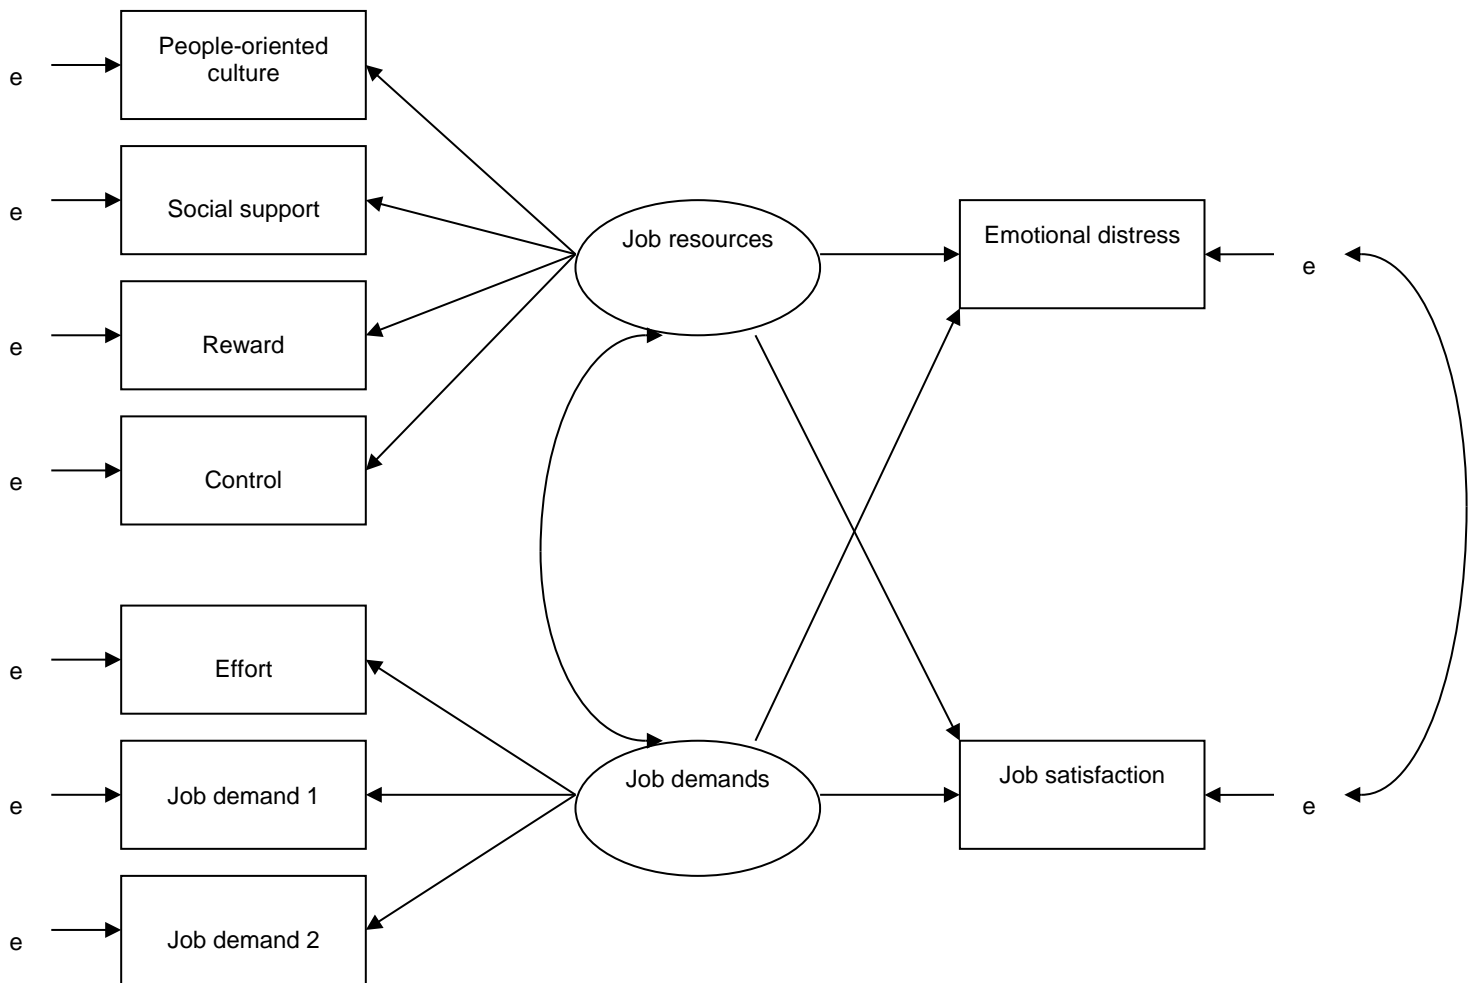 People-oriented
culture
e
Social support
e
Job resources
Emotional distress
e
e
Reward
e
Control
e
Effort
e
Job demands
Job satisfaction
Job demand 1
e
e
Job demand 2
e